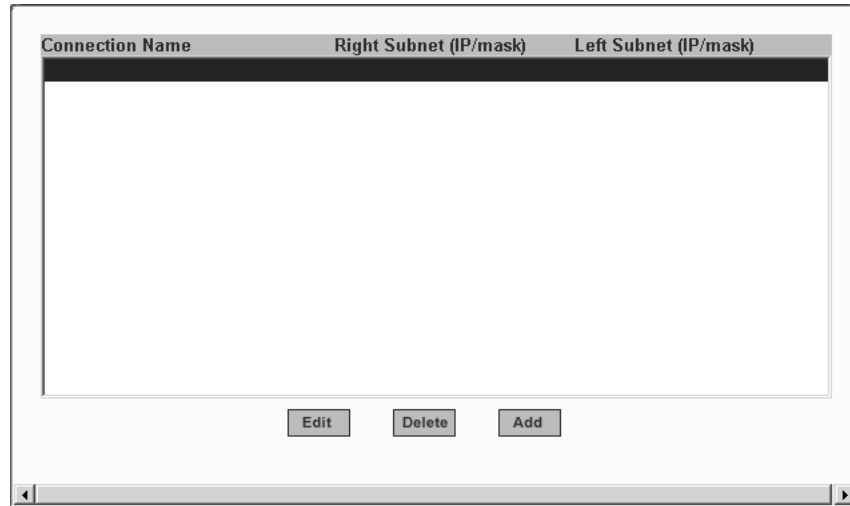 Connection Name Right Subnet (IP/mask) Left Subnet (IP/mask)
Edit Delete Add